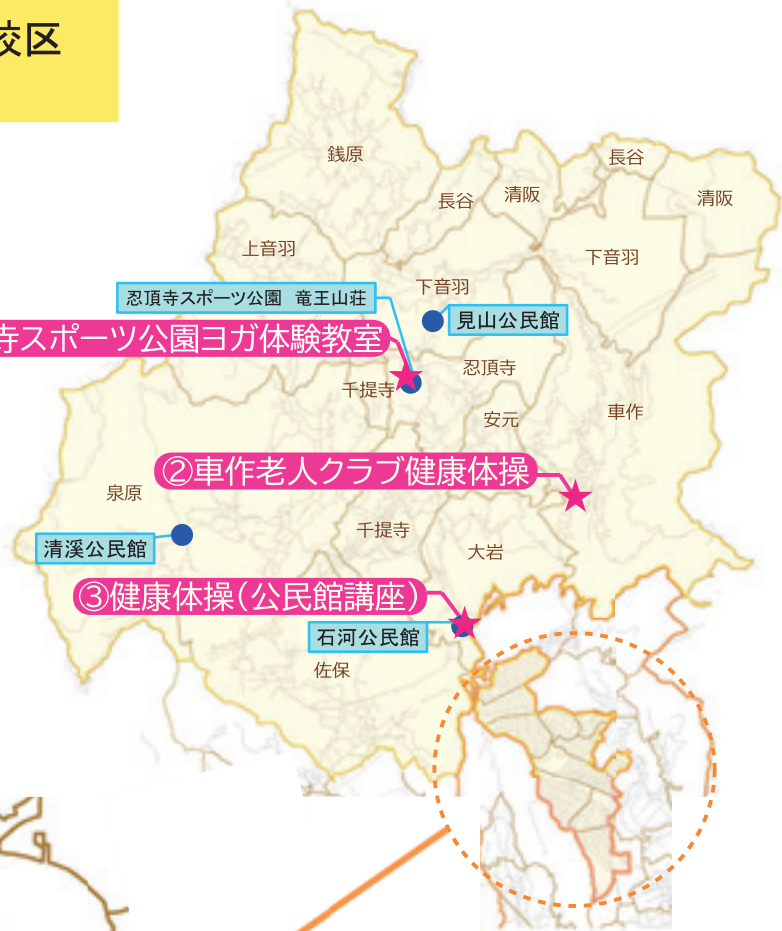 校区
銭原
長谷
長谷
清阪
清阪
上音羽
下音羽
下音羽
忍頂寺スポーツ公園 竜王山荘
見山公民館
寺スポーツ公園ヨガ体験教室
忍頂寺
千提寺
安元
車作
②車作老人クラブ健康体操
泉原
千提寺
清溪公民館
大岩
③健康体操(公民館講座)
石河公民館
佐保